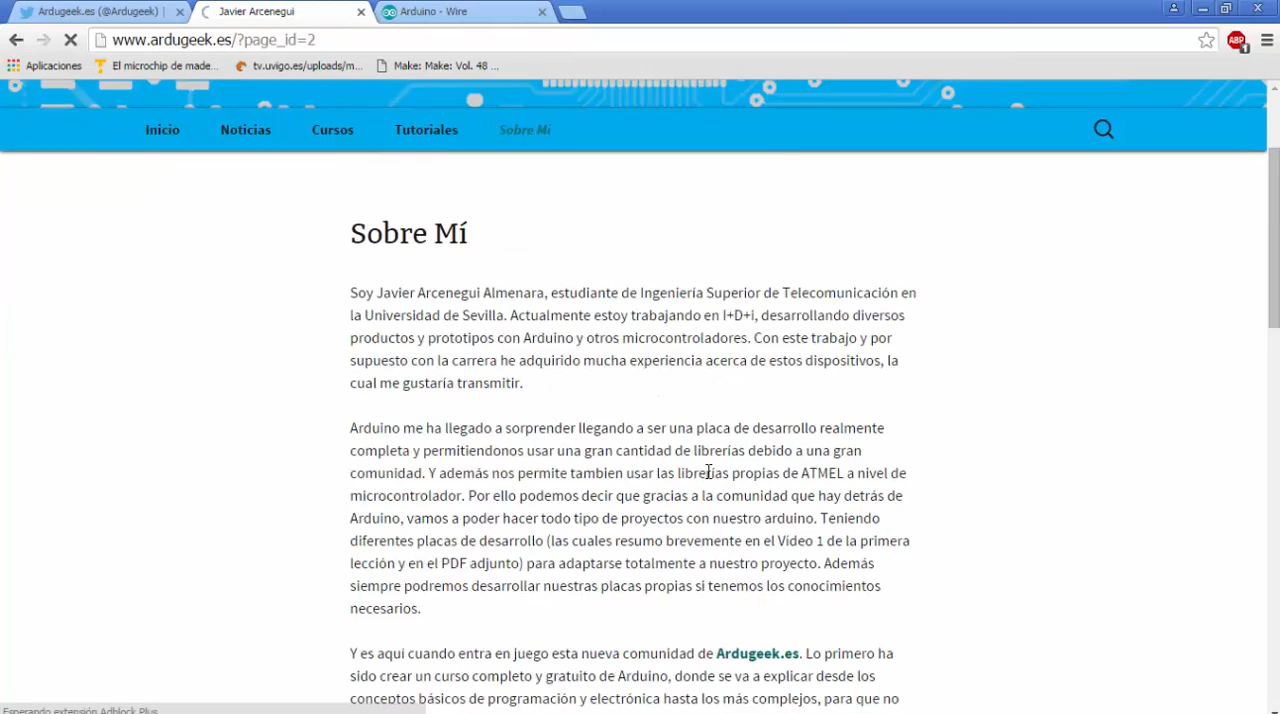 Ardugeek.es (@Ardugeek) |
Javier Arcenegui
Arduino - Wire
www.ardugeek.es/?page_id=2
ABP
1
Aplicaciones
El microchip de made...
tv.uvigo.es/uploads/m...
Make: Make: Vol. 48 ...
Inicio
Noticias
Cursos
Tutoriales
Sobre Mí
Sobre Mí
Soy Javier Arcenegui Almenara, estudiante de Ingeniería Superior de Telecomunicación en
la Universidad de Sevilla. Actualmente estoy trabajando en I+D+i, desarrollando diversos
productos y prototipos con Arduino y otros microcontroladores. Con este trabajo y por
supuesto con la carrera he adquirido mucha experiencia acerca de estos dispositivos, la
cual me gustaría transmitir.
Arduino me ha llegado a sorprender llegando a ser una placa de desarrollo realmente
completa y permitiendonos usar una gran cantidad de librerías debido a una gran
comunidad. Y además nos permite tambien usar las librerías propias de ATMEL a nivel de
microcontrolador. Por ello podemos decir que gracias a la comunidad que hay detrás de
Arduino, vamos a poder hacer todo tipo de proyectos con nuestro arduino. Teniendo
diferentes placas de desarrollo (las cuales resumo brevemente en el Vídeo 1 de la primera
lección y en el PDF adjunto) para adaptarse totalmente a nuestro proyecto. Además
siempre podremos desarrollar nuestras placas propias si tenemos los conocimientos
necesarios.
Y es aquí cuando entra en juego esta nueva comunidad de Ardugeek.es. Lo primero ha
sido crear un curso completo y gratuito de Arduino, donde se va a explicar desde los
conceptos básicos de programación y electrónica hasta los más complejos, para que no
Esperando extensión Adblock Plus